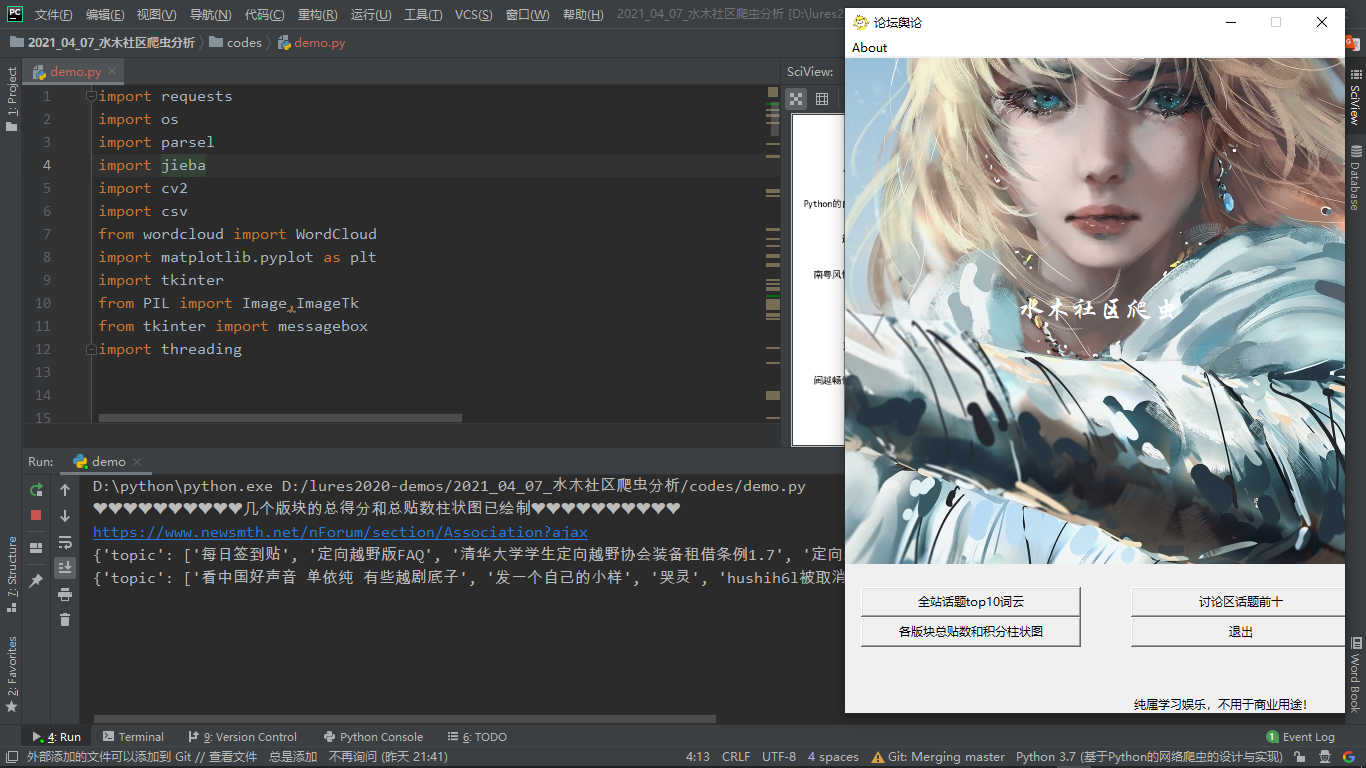 文件(F) 编辑(E) 视图(V) 导航(N) 代码(C) 重构(R) 运行(U) 工具(T) VCS(S) 窗口(W) 帮助(H) 2021_04_07_水木社区爬虫分析 [D:\lures2
2021_04_07_水木社区爬虫分析 codes demo.py
demo.py
SciView:
1 import requests
2 import os
3 import parsel
4 import jieba
5 import cv2
6 import csv
7 from wordcloud import WordCloud
8 import matplotlib.pyplot as plt
9 import tkinter
10 from PIL import Image,ImageTk
11 from tkinter import messagebox
12 import threading
13
14
15
Python的
南粤风
闽越畅
1: Project
Z: Structure
2: Favorites
SciView
Database
Word Book
论坛舆论
About
水木社区爬虫
全站话题top10词云
讨论区话题前十
各版块总贴数和积分柱状图
退出
纯属学习娱乐，不用于商业用途!
Run: demo
D:\python\python.exe D:/lures2020-demos/2021_04_07_水木社区爬虫分析/codes/demo.py
♥♥♥♥♥♥♥♥♥♥几个版块的总得分和总贴数柱状图已绘制♥♥♥♥♥♥♥♥♥♥
https://www.newsmth.net/nForum/section/Association?ajax
{'topic': ['每日签到贴', '定向越野版FAQ', '清华大学学生定向越野协会装备租借条例1.7', '定向
{'topic': ['看中国好声音 单依纯 有些越剧底子', '发一个自己的小样', '哭灵', 'hushih6l被取消
4: Run Terminal 9: Version Control Python Console 6: TODO 1 Event Log
外部添加的文件可以添加到 Git // 查看文件 总是添加 不再询问 (昨天 21:41) 4:13 CRLF UTF-8 4 spaces Git: Merging master Python 3.7 (基于Python的网络爬虫的设计与实现)